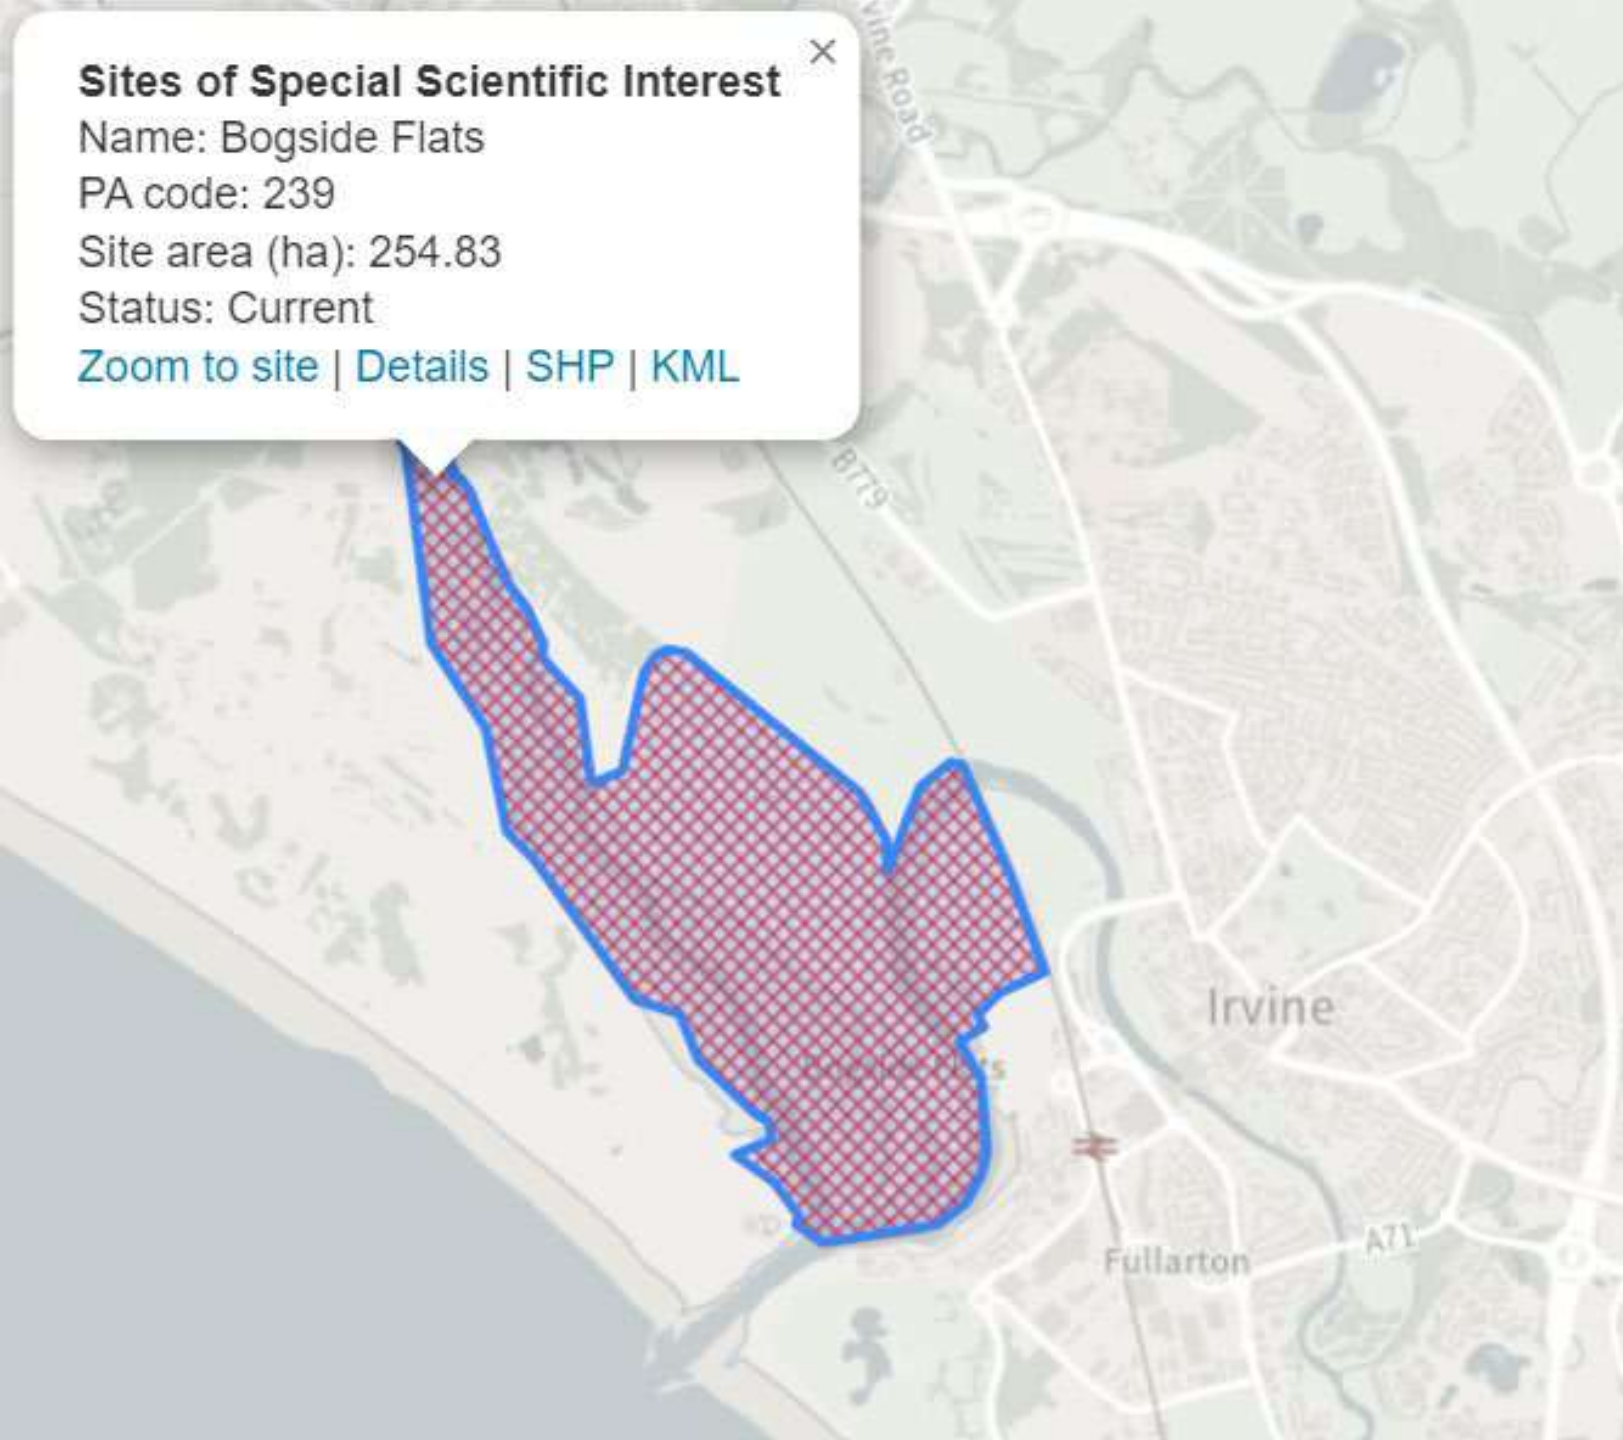 Sites of Special Scientific Interest ×
Name: Bogside Flats
PA code: 239
Site area (ha): 254.83
Status: Current
Zoom to site | Details | SHP | KML
vine Road
B779
Irvine
Fullarton
A71